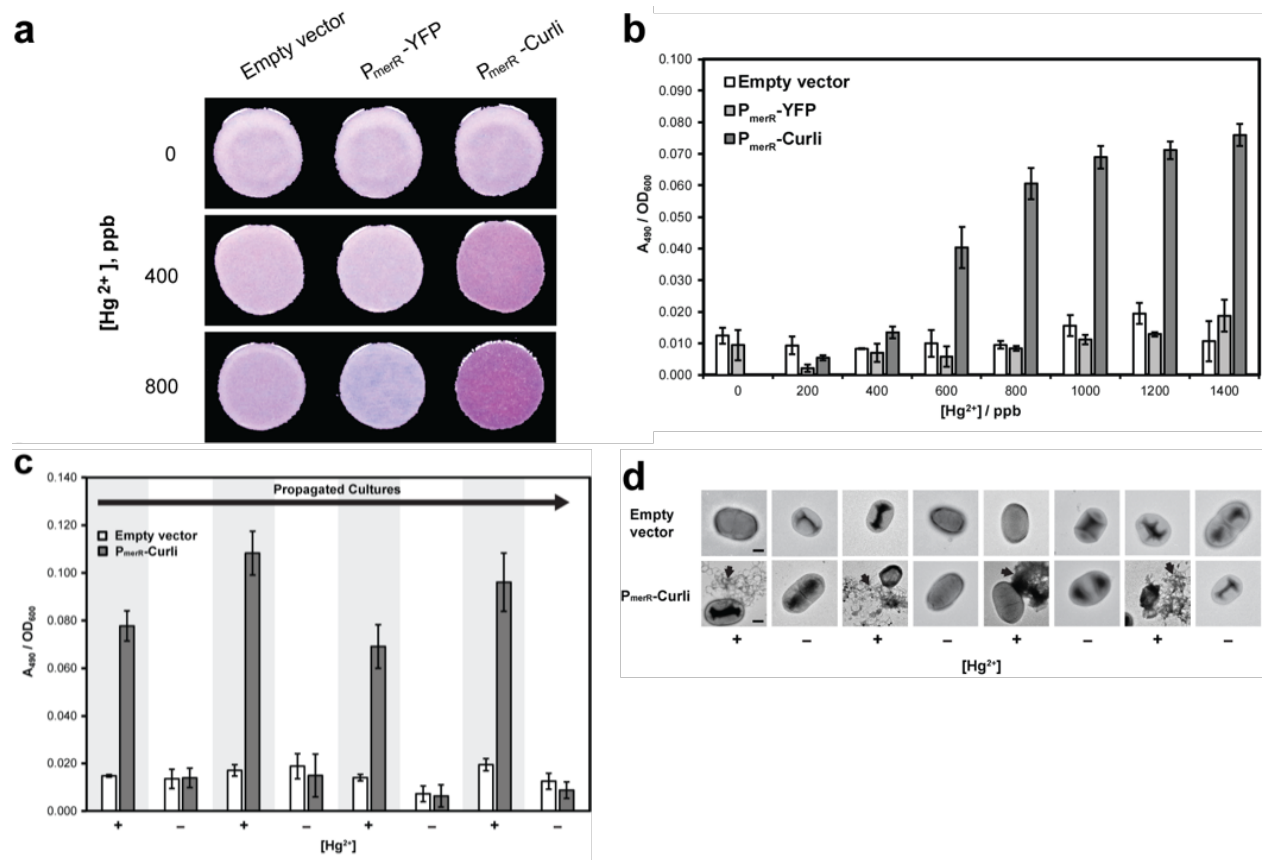 a
Empty vector
PmerR-YFP
PmerR-Curli
0
400
800
[Hg 2+], ppb
b
0.100
0.090
0.080
0.070
0.060
0.050
0.040
0.030
0.020
0.010
0.000
A490 / OD600
Empty vector
PmerR-YFP
PmerR-Curli
0 200 400 600 800 1000 1200 1400
[Hg2+] / ppb
c
0.140
0.120
0.100
0.080
0.060
0.040
0.020
0.000
A490 / OD600
Propagated Cultures
Empty vector
PmerR-Curli
+ – + – + – + –
[Hg2+]
d
Empty
vector
PmerR-Curli
+ – + – + – + –
[Hg2+]